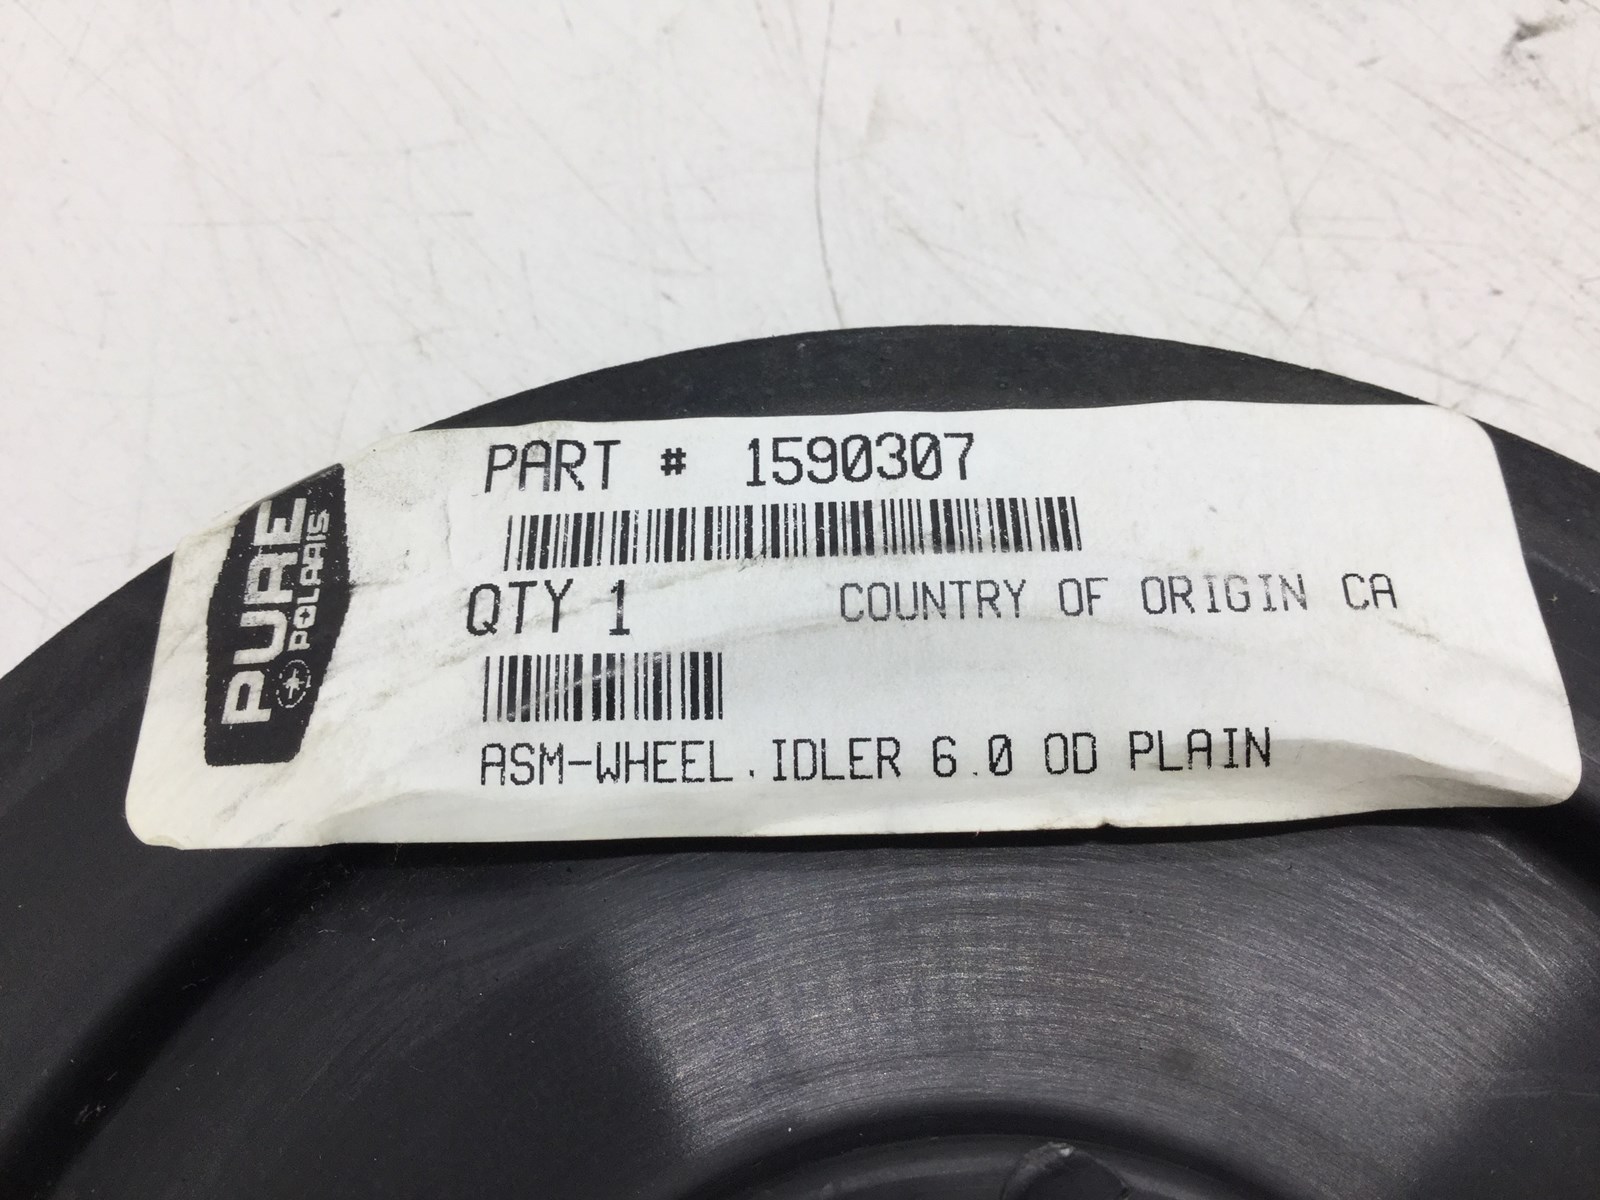 PURE
POLARIS
PART # 1590307
QTY 1 COUNTRY OF ORIGIN CA
ASM-WHEEL,IDLER 6.0 OD PLAIN